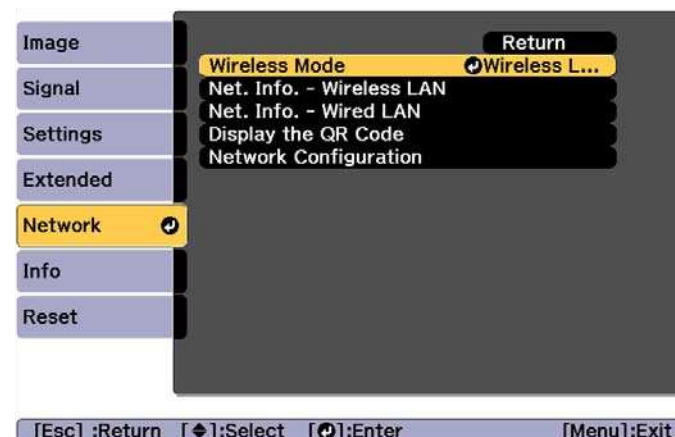 Image
Signal
Settings
Extended
Network
Info
Reset
Return
Wireless Mode Wireless L...
Net. Info. - Wireless LAN
Net. Info. - Wired LAN
Display the QR Code
Network Configuration
[Esc] :Return [◆]:Select [↵]:Enter [Menu]:Exit